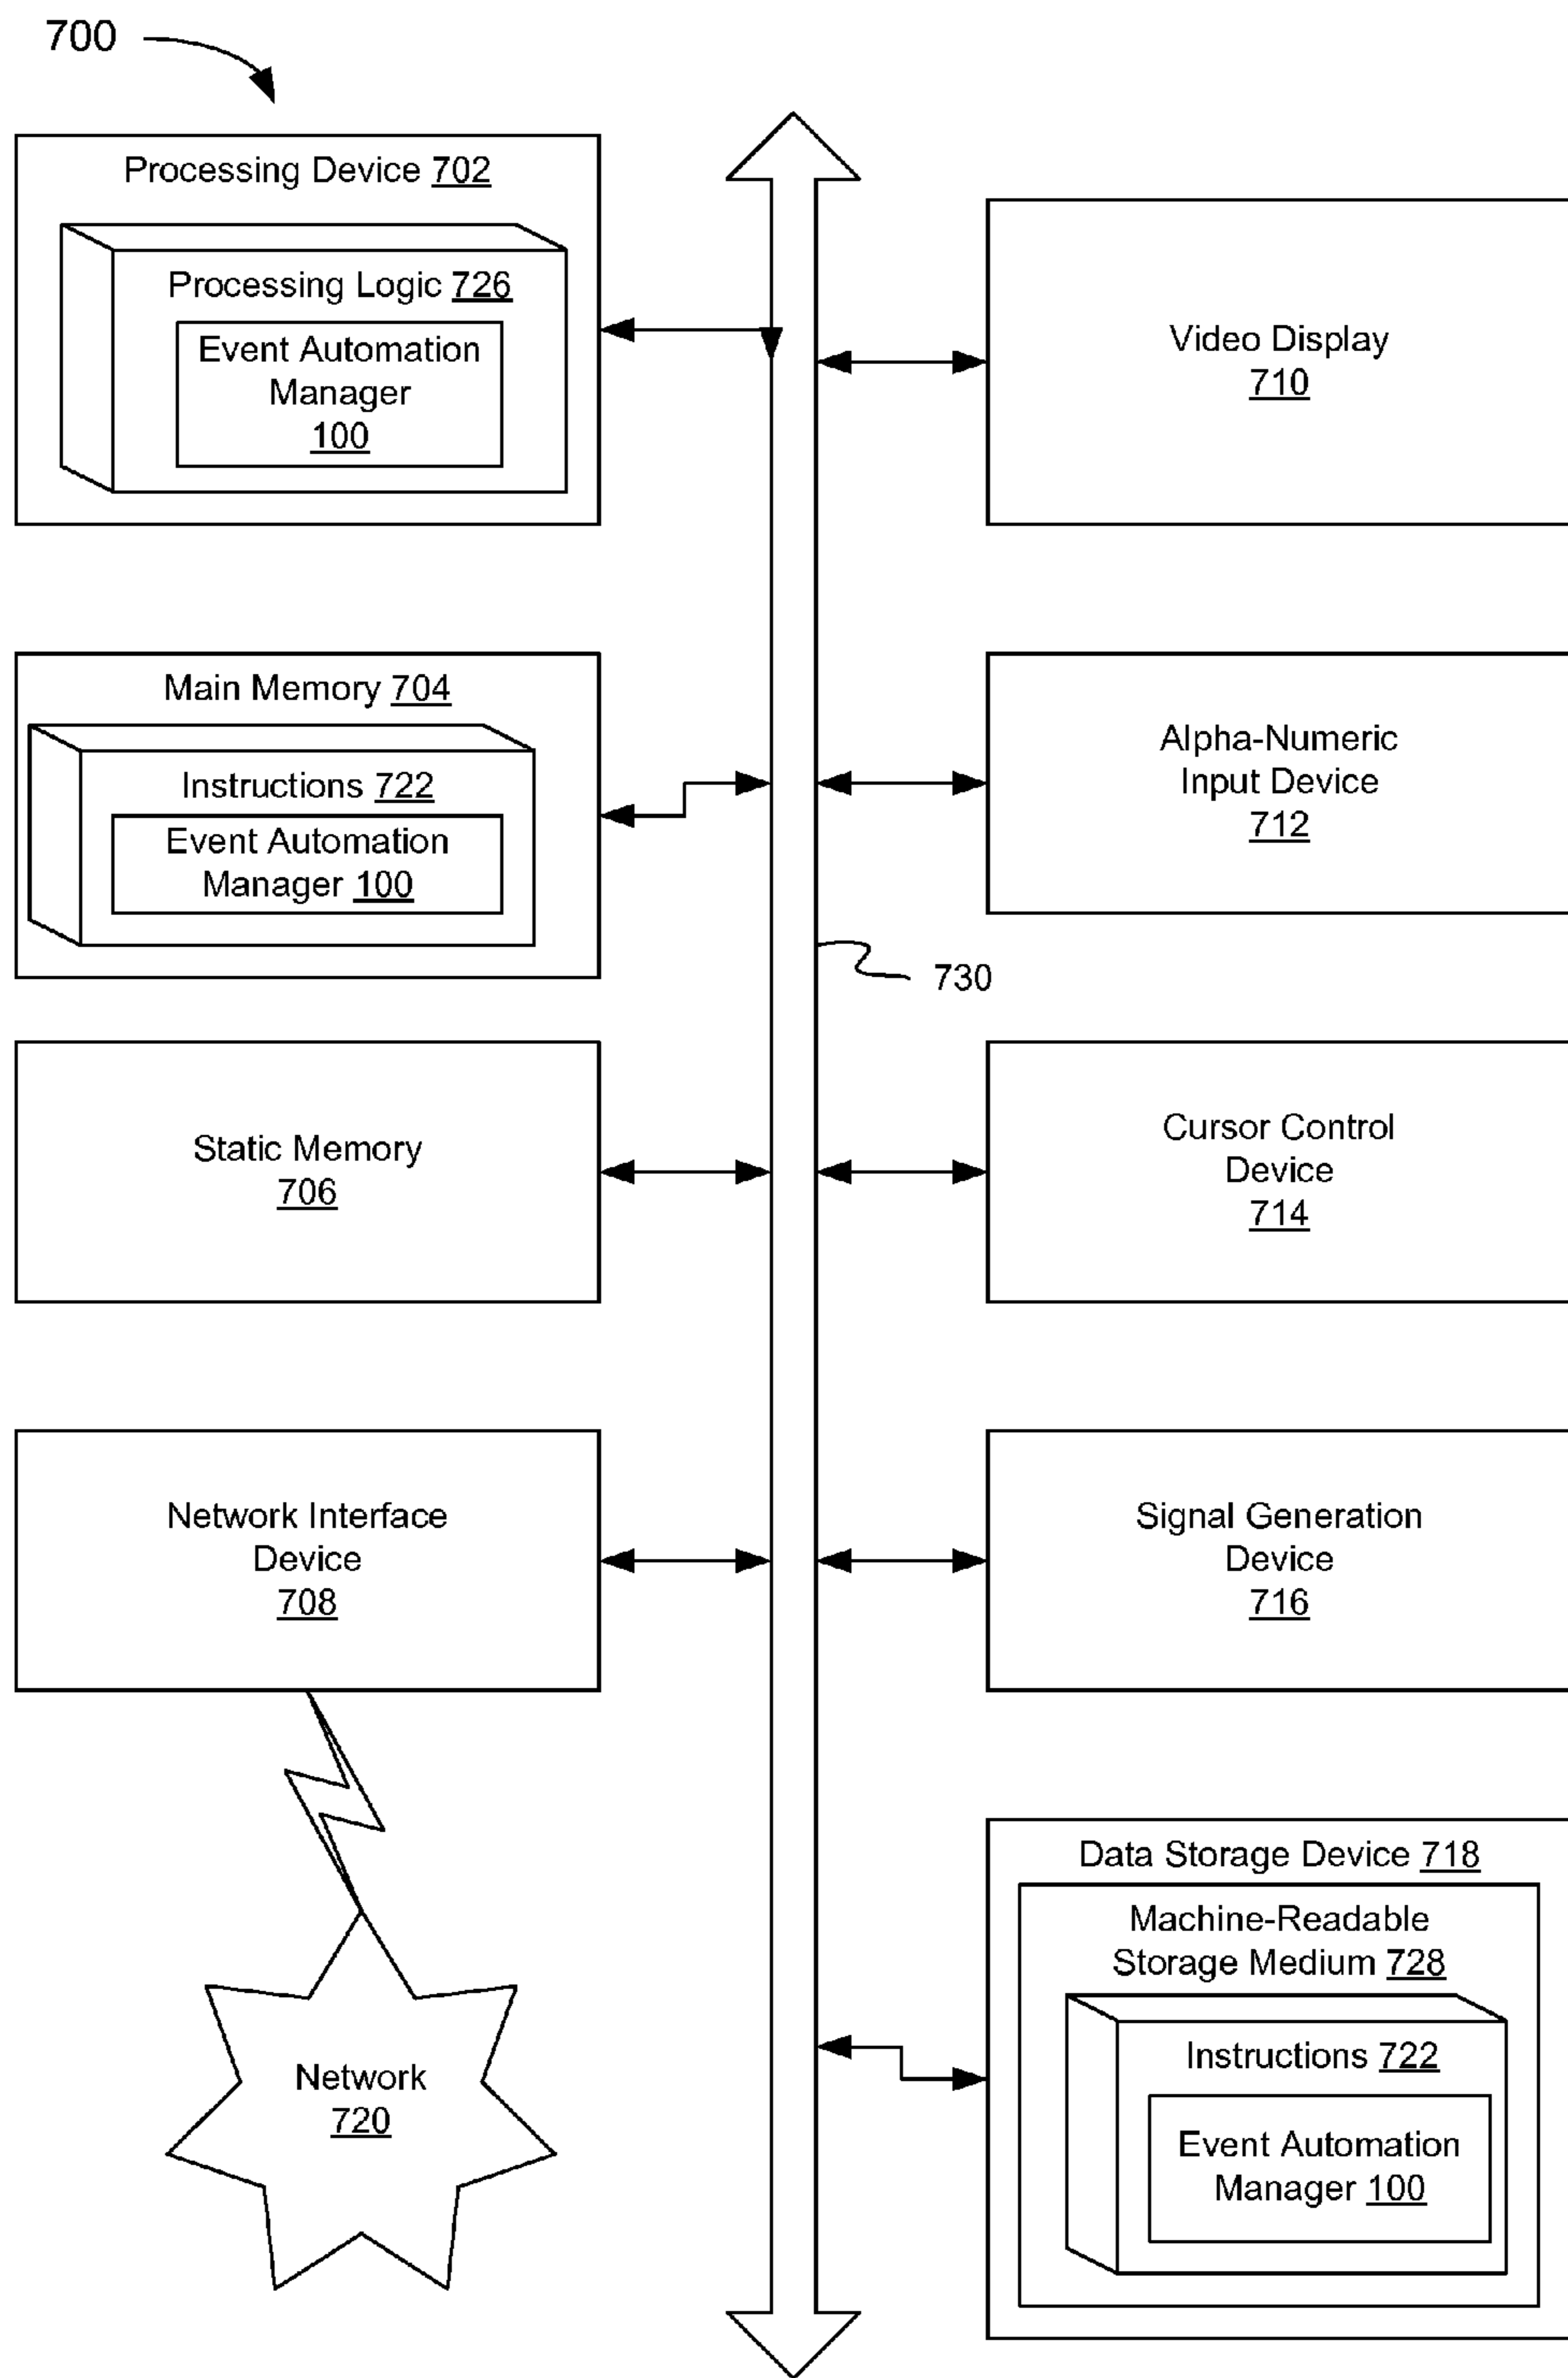 700
Processing Device 702
Processing Logic 726
Event Automation
Manager
100
Main Memory 704
Instructions 722
Event Automation
Manager 100
Static Memory
706
Network Interface
Device
708
Network
720
Video Display
710
Alpha-Numeric
Input Device
712
730
Cursor Control
Device
714
Signal Generation
Device
716
Data Storage Device 718
Machine-Readable
Storage Medium 728
Instructions 722
Event Automation
Manager 100